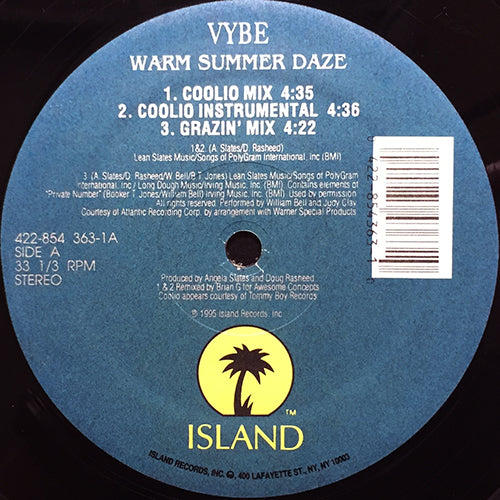 VYBE
WARM SUMMER DAZE
1. COOLIO MIX 4:35
2. COOLIO INSTRUMENTAL 4:36
3. GRAZIN' MIX 4:22
1&2. (A. Slates/D. Rasheed)
Lean Slates Music/Songs of PolyGram International, Inc (BMI)
3. (A. Slates/D. Rasheed/W. Bell/B.T. Jones) Lean Slates Music/Songs of PolyGram
International, Inc./ Long Dough Music/Irving Music, Inc. (BMI). Contains elements of
"Private Number" (Booker T Jones/William Bell) Irving Music, Inc. (BMI). Used by permission
All rights reserved. Performed by William Bell and Judy Clay
Courtesy of Atlantic Recording Corp. by arrangement with Warner Special Products
422-854 363-1A
SIDE A
33 1/3 RPM
STEREO
Produced by Angela Slates and Doug Rasheed
1 & 2 Remixed by Brian G for Awesome Concepts
Coolio appears courtesy of Tommy Boy Records
℗ 1995 Island Records, Inc
TM
ISLAND
ISLAND RECORDS, INC. ℗, 400 LAFAYETTE ST., NY, NY 10003